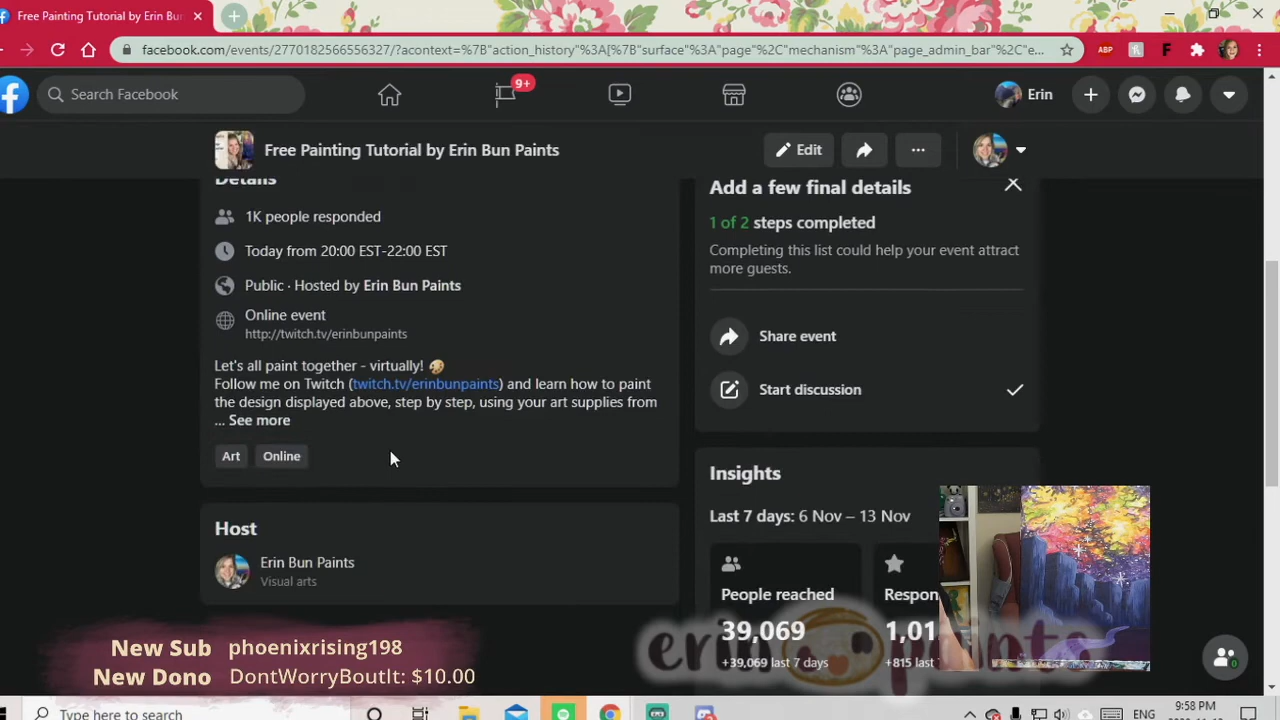 Free Painting Tutorial by Erin Bu
facebook.com/events/2770182566556327/?acontext=%7B"action_history"%3A[%7B"surface"%3A"page"%2C"mechanism"%3A"page_admin_bar"%2C"e...
ABP
Search Facebook
9+
Erin
Free Painting Tutorial by Erin Bun Paints
Edit
Details
1K people responded
Today from 20:00 EST-22:00 EST
Public · Hosted by Erin Bun Paints
Online event
http://twitch.tv/erinbunpaints
Let's all paint together - virtually!
Follow me on Twitch (twitch.tv/erinbunpaints) and learn how to paint
the design displayed above, step by step, using your art supplies from
... See more
Art Online
Host
Erin Bun Paints
Visual arts
Add a few final details
1 of 2 steps completed
Completing this list could help your event attract
more guests.
Share event
Start discussion
Insights
Last 7 days: 6 Nov – 13 Nov
People reached
39,069
+39,069 last 7 days
Respon
1,01
+815 last
erin paints
New Sub phoenixrising198
New Dono DontWorryBoutIt: $10.00
Type here to search
ENG
9:58 PM